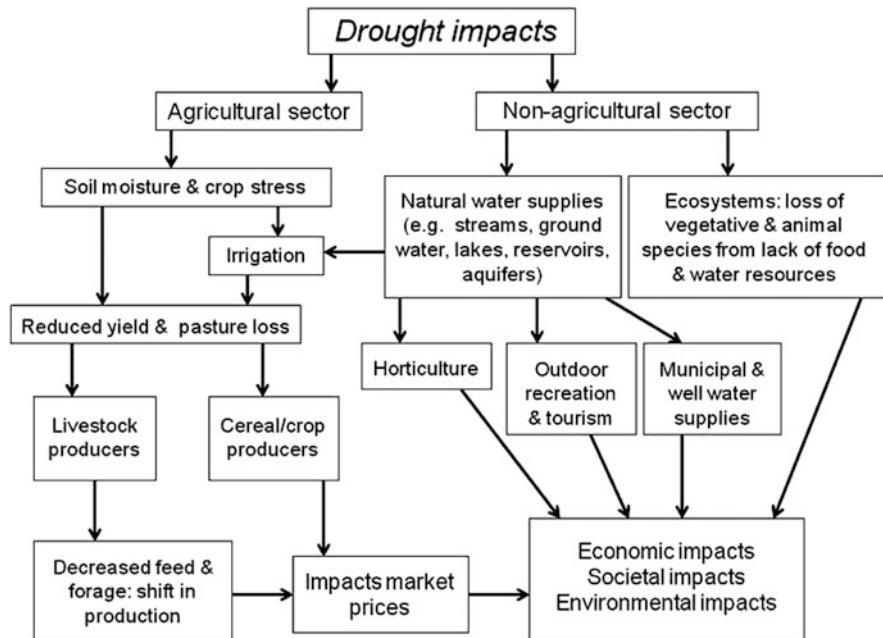 Drought impacts
Agricultural sector
Non-agricultural sector
Soil moisture & crop stress
Natural water supplies
(e.g. streams, ground
water, lakes, reservoirs,
aquifers)
Ecosystems: loss of
vegetative & animal
species from lack of food
& water resources
Irrigation
Reduced yield & pasture loss
Horticulture
Outdoor
recreation
& tourism
Municipal &
well water
supplies
Livestock
producers
Cereal/crop
producers
Decreased feed &
forage: shift in
production
Impacts market
prices
Economic impacts
Societal impacts
Environmental impacts